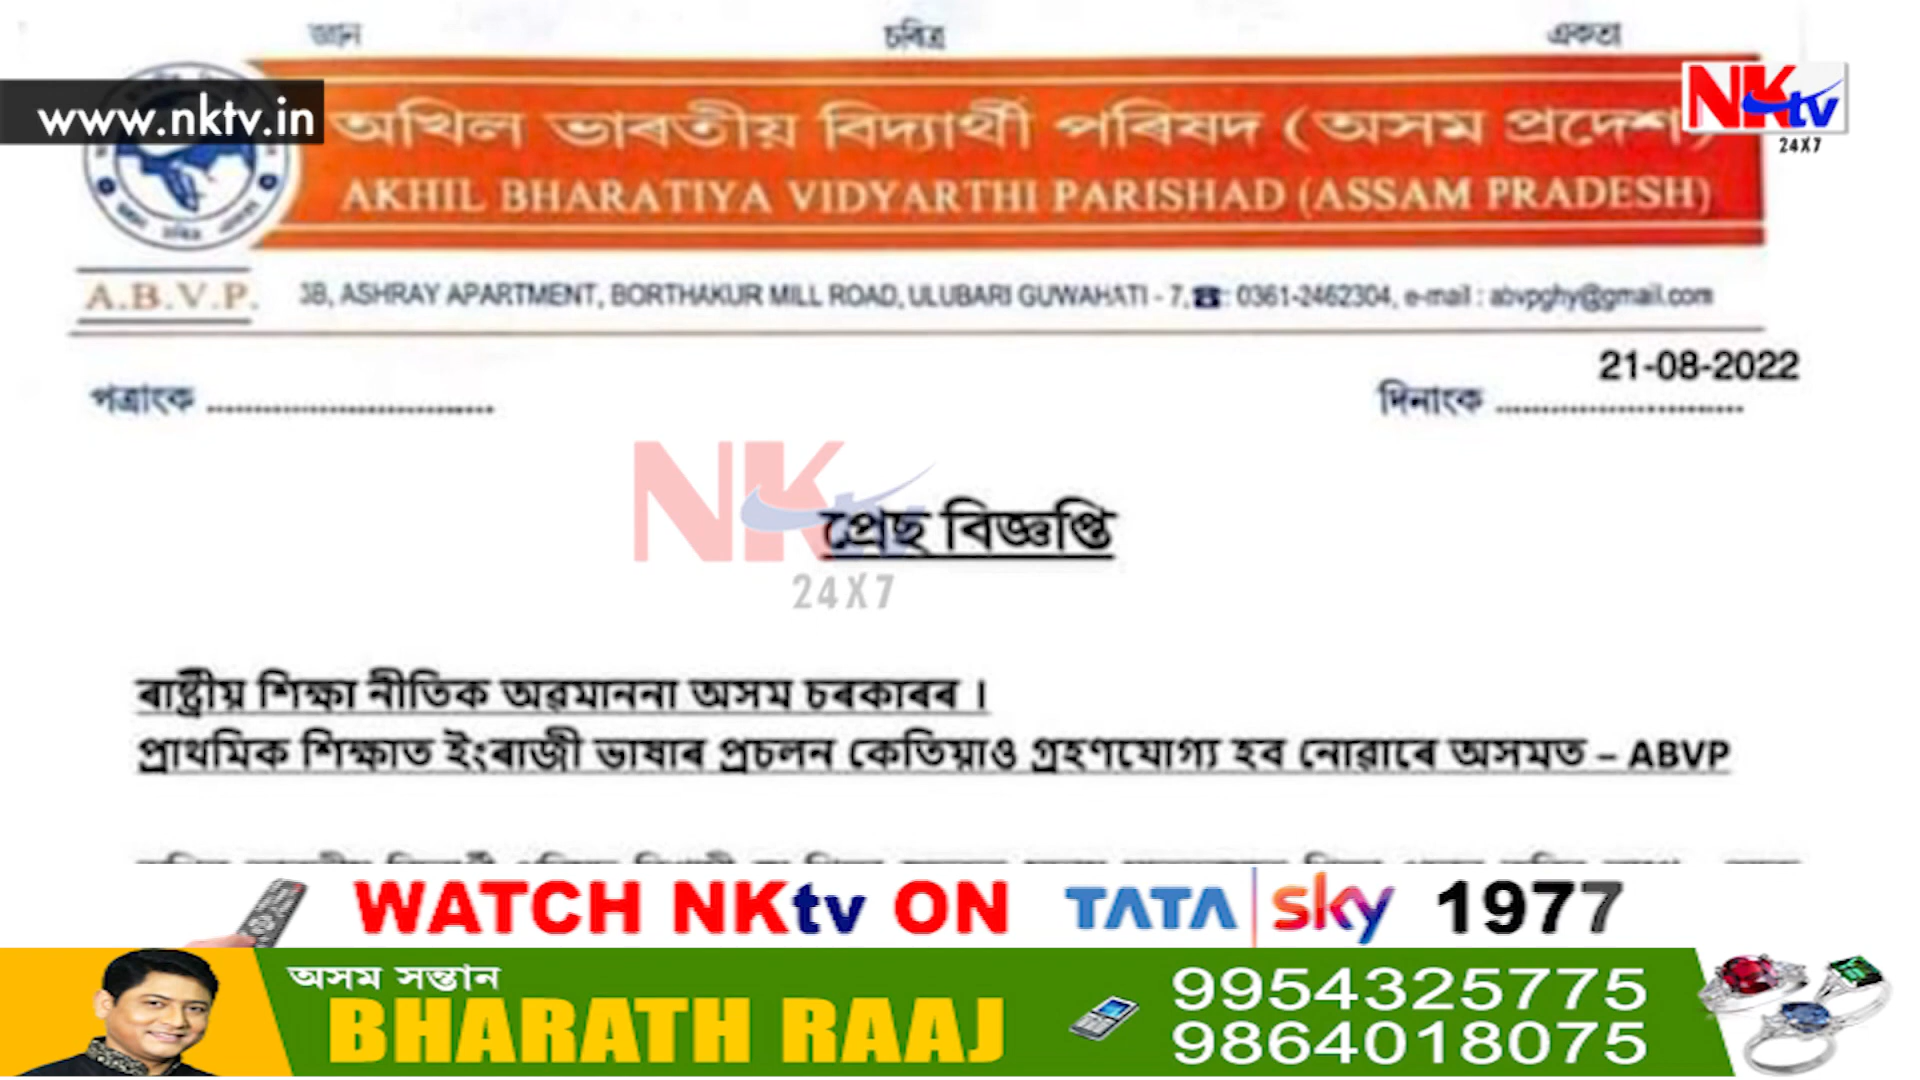 জ্ঞান চৰিত্ৰ একতা
www.nktv.in
NKtv
24X7
অখিল ভাৰতীয় বিদ্যাৰ্থী পৰিষদ (অসম প্ৰদেশ)
AKHIL BHARATIYA VIDYARTHI PARISHAD (ASSAM PRADESH)
A.B.V.P. 3B, ASHRAY APARTMENT, BORTHAKUR MILL ROAD, ULUBARI GUWAHATI - 7, ☎: 0361-2462304, e-mail : abvpghy@gmail.com
21-08-2022
পত্ৰাংক .............................. দিনাংক ..........................
NKtv
24X7
প্ৰেছ বিজ্ঞপ্তি
ৰাষ্ট্ৰীয় শিক্ষা নীতিক অৱমাননা অসম চৰকাৰৰ ।
প্ৰাথমিক শিক্ষাত ইংৰাজী ভাষাৰ প্ৰচলন কেতিয়াও গ্ৰহণযোগ্য হব নোৱাৰে অসমত – ABVP
WATCH NKtv ON TATA sky 1977
অসম সন্তান
BHARATH RAAJ
9954325775
9864018075